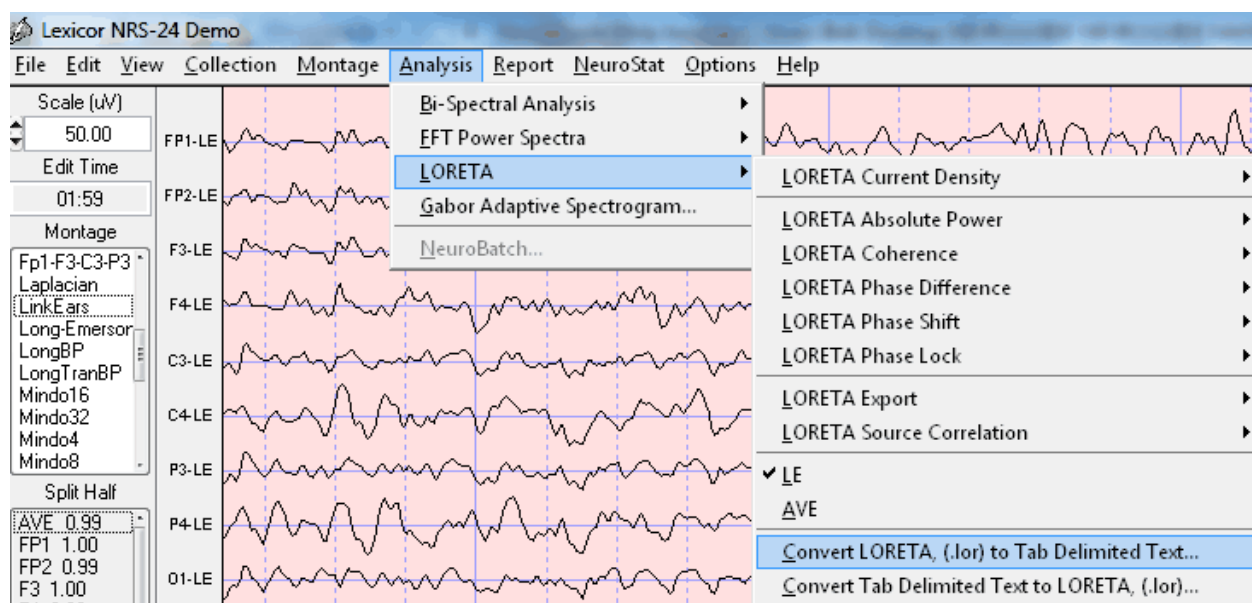 Lexicor NRS-24 Demo
File Edit View Collection Montage Analysis Report NeuroStat Options Help
Scale (uV)
50.00
Edit Time
01:59
Montage
Fp1-F3-C3-P3
Laplacian
LinkEars
Long-Emerson
LongBP
LongTranBP
Mindo16
Mindo32
Mindo4
Mindo8
Split Half
AVE 0.99
FP1 1.00
FP2 0.99
F3 1.00
FP1-LE
FP2-LE
F3-LE
F4-LE
C3-LE
C4-LE
P3-LE
P4-LE
O1-LE
Bi-Spectral Analysis
FFT Power Spectra
LORETA
Gabor Adaptive Spectrogram...
NeuroBatch...
LORETA Current Density
LORETA Absolute Power
LORETA Coherence
LORETA Phase Difference
LORETA Phase Shift
LORETA Phase Lock
LORETA Export
LORETA Source Correlation
LE
AVE
Convert LORETA, (.lor) to Tab Delimited Text...
Convert Tab Delimited Text to LORETA, (.lor)...